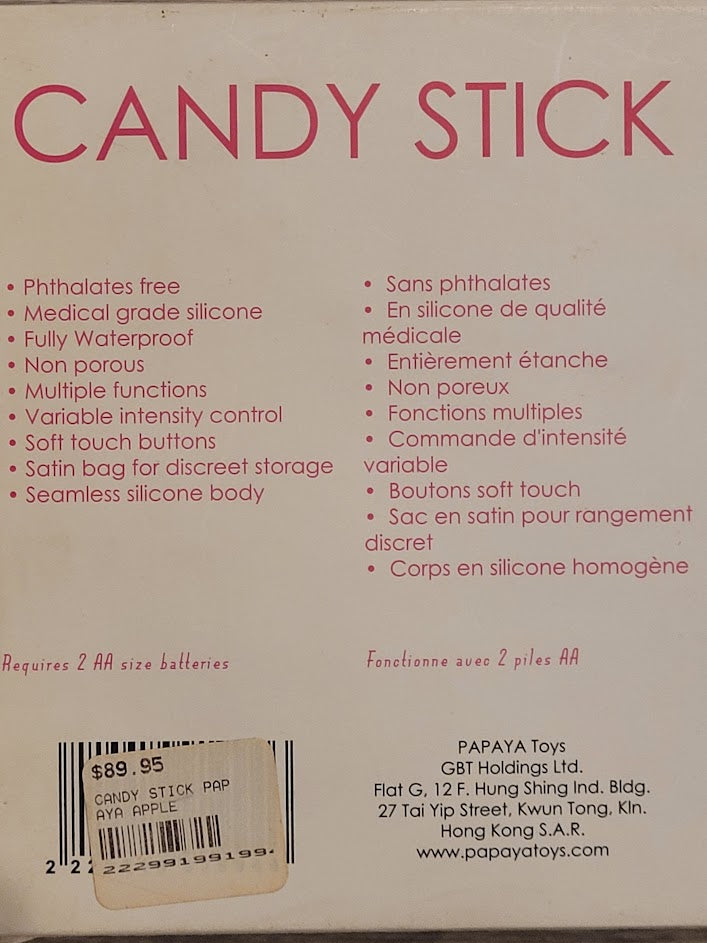 CANDY STICK
• Phthalates free
• Medical grade silicone
• Fully Waterproof
• Non porous
• Multiple functions
• Variable intensity control
• Soft touch buttons
• Satin bag for discreet storage
• Seamless silicone body
• Sans phthalates
• En silicone de qualité
médicale
• Entièrement étanche
• Non poreux
• Fonctions multiples
• Commande d'intensité
variable
• Boutons soft touch
• Sac en satin pour rangement
discret
• Corps en silicone homogène
Requires 2 AA size batteries
Fonctionne avec 2 piles AA
$89.95
CANDY STICK PAP
AYA APPLE
222299199199
2 2
PAPAYA Toys
GBT Holdings Ltd.
Flat G, 12 F. Hung Shing Ind. Bldg.
27 Tai Yip Street, Kwun Tong, Kln.
Hong Kong S.A.R.
www.papayatoys.com